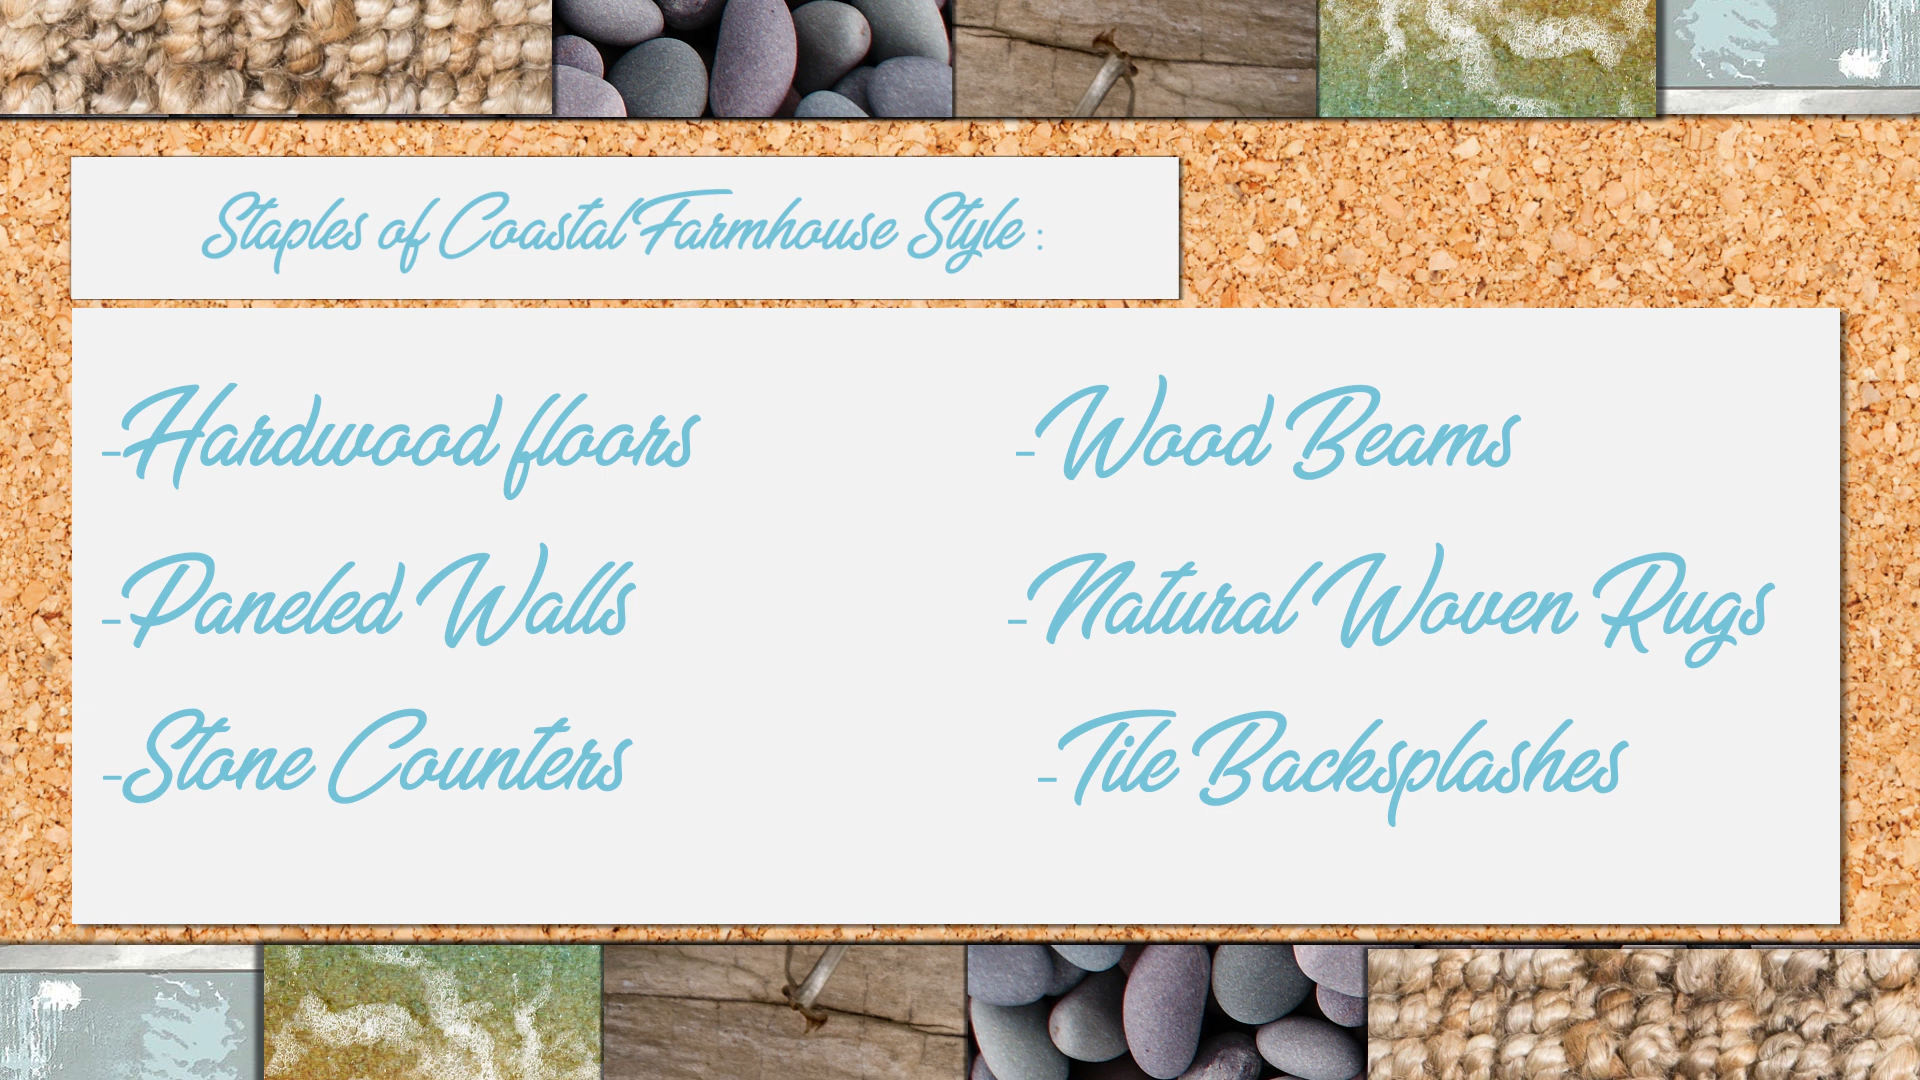 Staples of Coastal Farmhouse Style :
-Hardwood floors
-Paneled Walls
-Stone Counters
-Wood Beams
-Natural Woven Rugs
-Tile Backsplashes